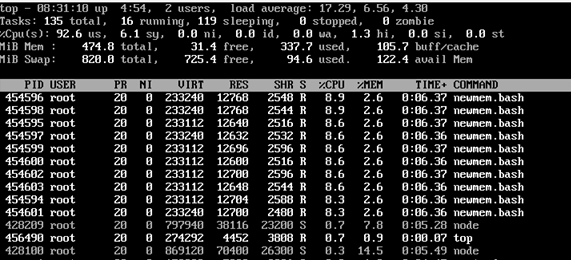 top - 08:31:10 up  4:54,  2 users,  load average: 17.29, 6.56, 4.30
Tasks: 135 total,  16 running, 119 sleeping,   0 stopped,   0 zombie
%Cpu(s): 92.6 us,  6.1 sy,  0.0 ni,  0.0 id,  0.0 wa,  1.3 hi,  0.0 si,  0.0 st
MiB Mem :    474.8 total,     31.4 free,    337.7 used,    105.7 buff/cache
MiB Swap:    820.0 total,    725.4 free,     94.6 used.    122.4 avail Mem
PID USER      PR  NI    VIRT    RES    SHR S  %CPU  %MEM     TIME+ COMMAND
454596 root      20   0  233240  12768   2548 R   8.9   2.6   0:06.37 newmem.bash
454598 root      20   0  233240  12768   2544 R   8.9   2.6   0:06.37 newmem.bash
454595 root      20   0  233112  12640   2516 R   8.6   2.6   0:06.37 newmem.bash
454597 root      20   0  233240  12632   2532 R   8.6   2.6   0:06.36 newmem.bash
454599 root      20   0  233112  12696   2596 R   8.6   2.6   0:06.37 newmem.bash
454600 root      20   0  233112  12600   2516 R   8.6   2.6   0:06.36 newmem.bash
454602 root      20   0  233112  12700   2596 R   8.6   2.6   0:06.37 newmem.bash
454603 root      20   0  233112  12648   2544 R   8.6   2.6   0:06.36 newmem.bash
454594 root      20   0  233112  12704   2588 R   8.3   2.6   0:06.36 newmem.bash
454601 root      20   0  233240  12700   2480 R   8.3   2.6   0:06.36 newmem.bash
428209 root      20   0  797940  38116  23200 S   0.7   7.8   0:05.28 node
456490 root      20   0  274292   4452   3808 R   0.7   0.9   0:00.07 top
428100 root      20   0  869120  70400  26300 S   0.3  14.5   0:05.49 node